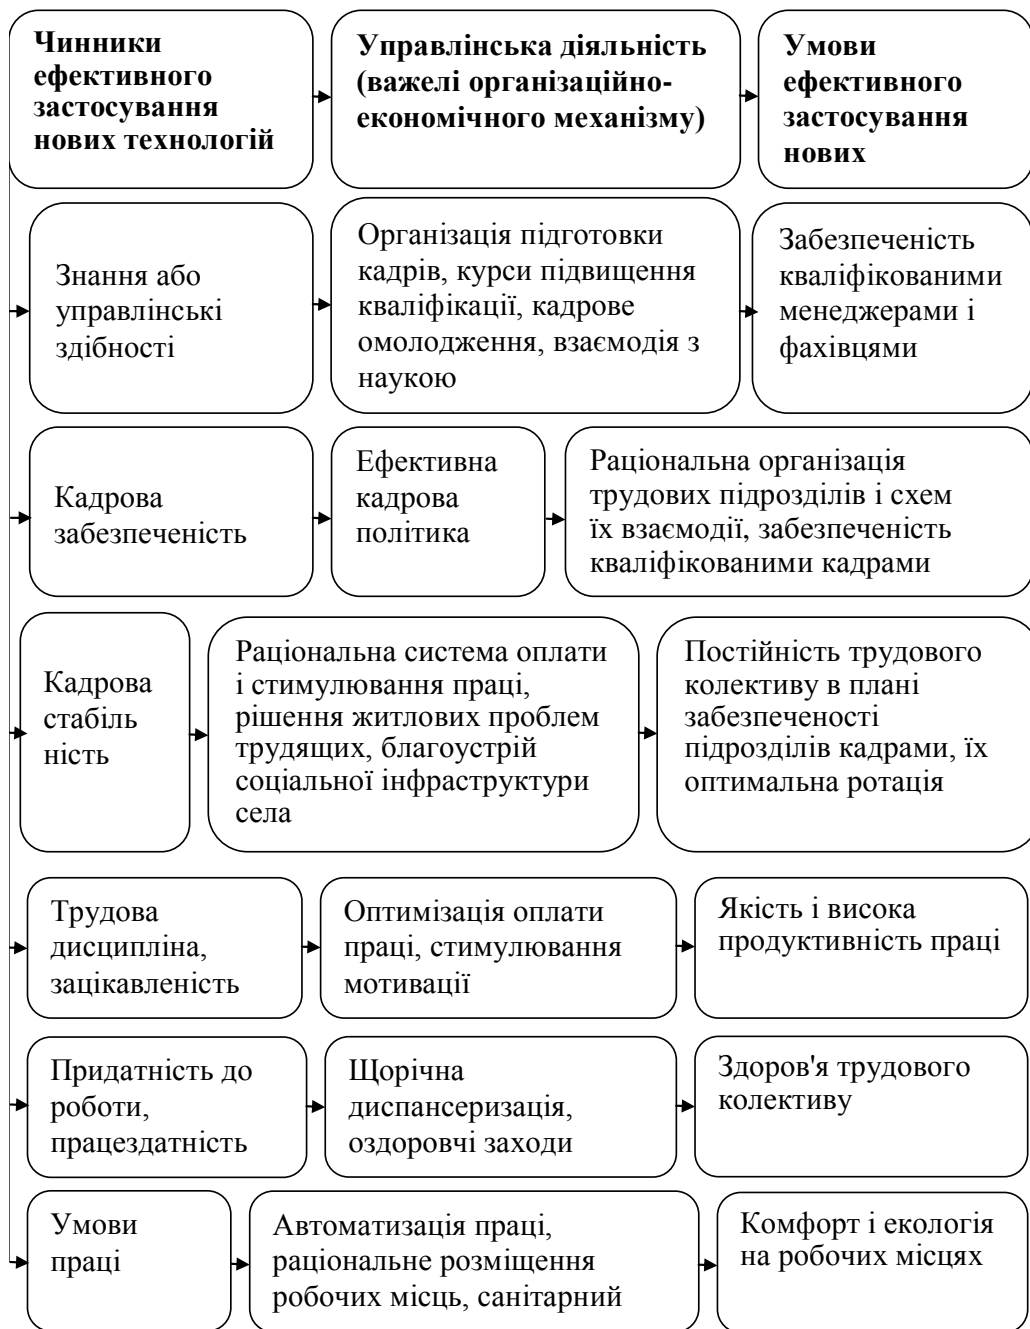 Чинники
ефективного
застосування
нових технологій
Управлінська діяльність
(важелі організаційно-
економічного механізму)
Умови
ефективного
застосування
нових
Знання або
управлінські
здібності
Організація підготовки
кадрів, курси підвищення
кваліфікації, кадрове
омолодження, взаємодія з
наукою
Забезпеченість
кваліфікованими
менеджерами і
фахівцями
Кадрова
забезпеченість
Ефективна
кадрова
політика
Раціональна організація
трудових підрозділів і схем
їх взаємодії, забезпеченість
кваліфікованими кадрами
Кадрова
стабіль
ність
Раціональна система оплати
і стимулювання праці,
рішення житлових проблем
трудящих, благоустрій
соціальної інфраструктури
села
Постійність трудового
колективу в плані
забезпеченості
підрозділів кадрами, їх
оптимальна ротація
Трудова
дисципліна,
зацікавленість
Оптимізація оплати
праці, стимулювання
мотивації
Якість і висока
продуктивність праці
Придатність до
роботи,
працездатність
Щорічна
диспансеризація,
оздоровчі заходи
Здоров'я трудового
колективу
Умови
праці
Автоматизація праці,
раціональне розміщення
робочих місць, санітарний
Комфорт і екологія
на робочих місцях